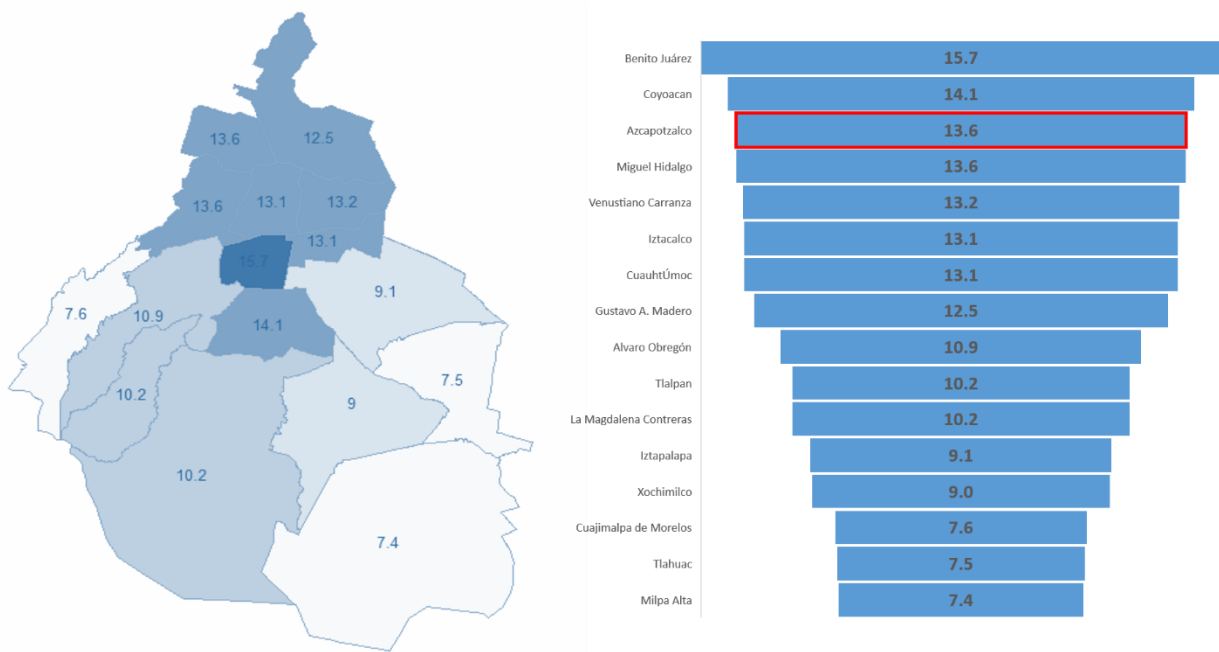 13.6
12.5
13.6
13.1
13.2
13.1
15.7
9.1
7.6
10.9
14.1
7.5
10.2
9
10.2
7.4
Benito Juárez 15.7
Coyoacan 14.1
Azcapotzalco 13.6
Miguel Hidalgo 13.6
Venustiano Carranza 13.2
Iztacalco 13.1
CuauhtÚmoc 13.1
Gustavo A. Madero 12.5
Alvaro Obregón 10.9
Tlalpan 10.2
La Magdalena Contreras 10.2
Iztapalapa 9.1
Xochimilco 9.0
Cuajimalpa de Morelos 7.6
Tlahuac 7.5
Milpa Alta 7.4